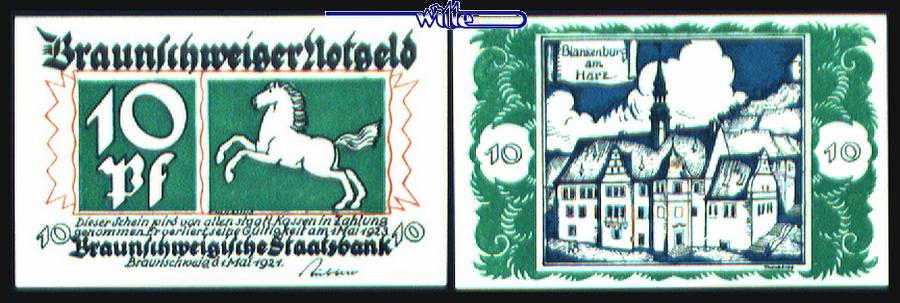 wille
Braunschweiger Notgeld
10
Pf
Dieser Schein wird von allen staatl. Kassen in Zahlung
genommen. Er verliert seine Gültigkeit am 1. Mai 1923.
10 Braunschweigische Staatsbank 10
Braunschweig d. 1. Mai 1921.
Blankenburg
am
Harz
10
10